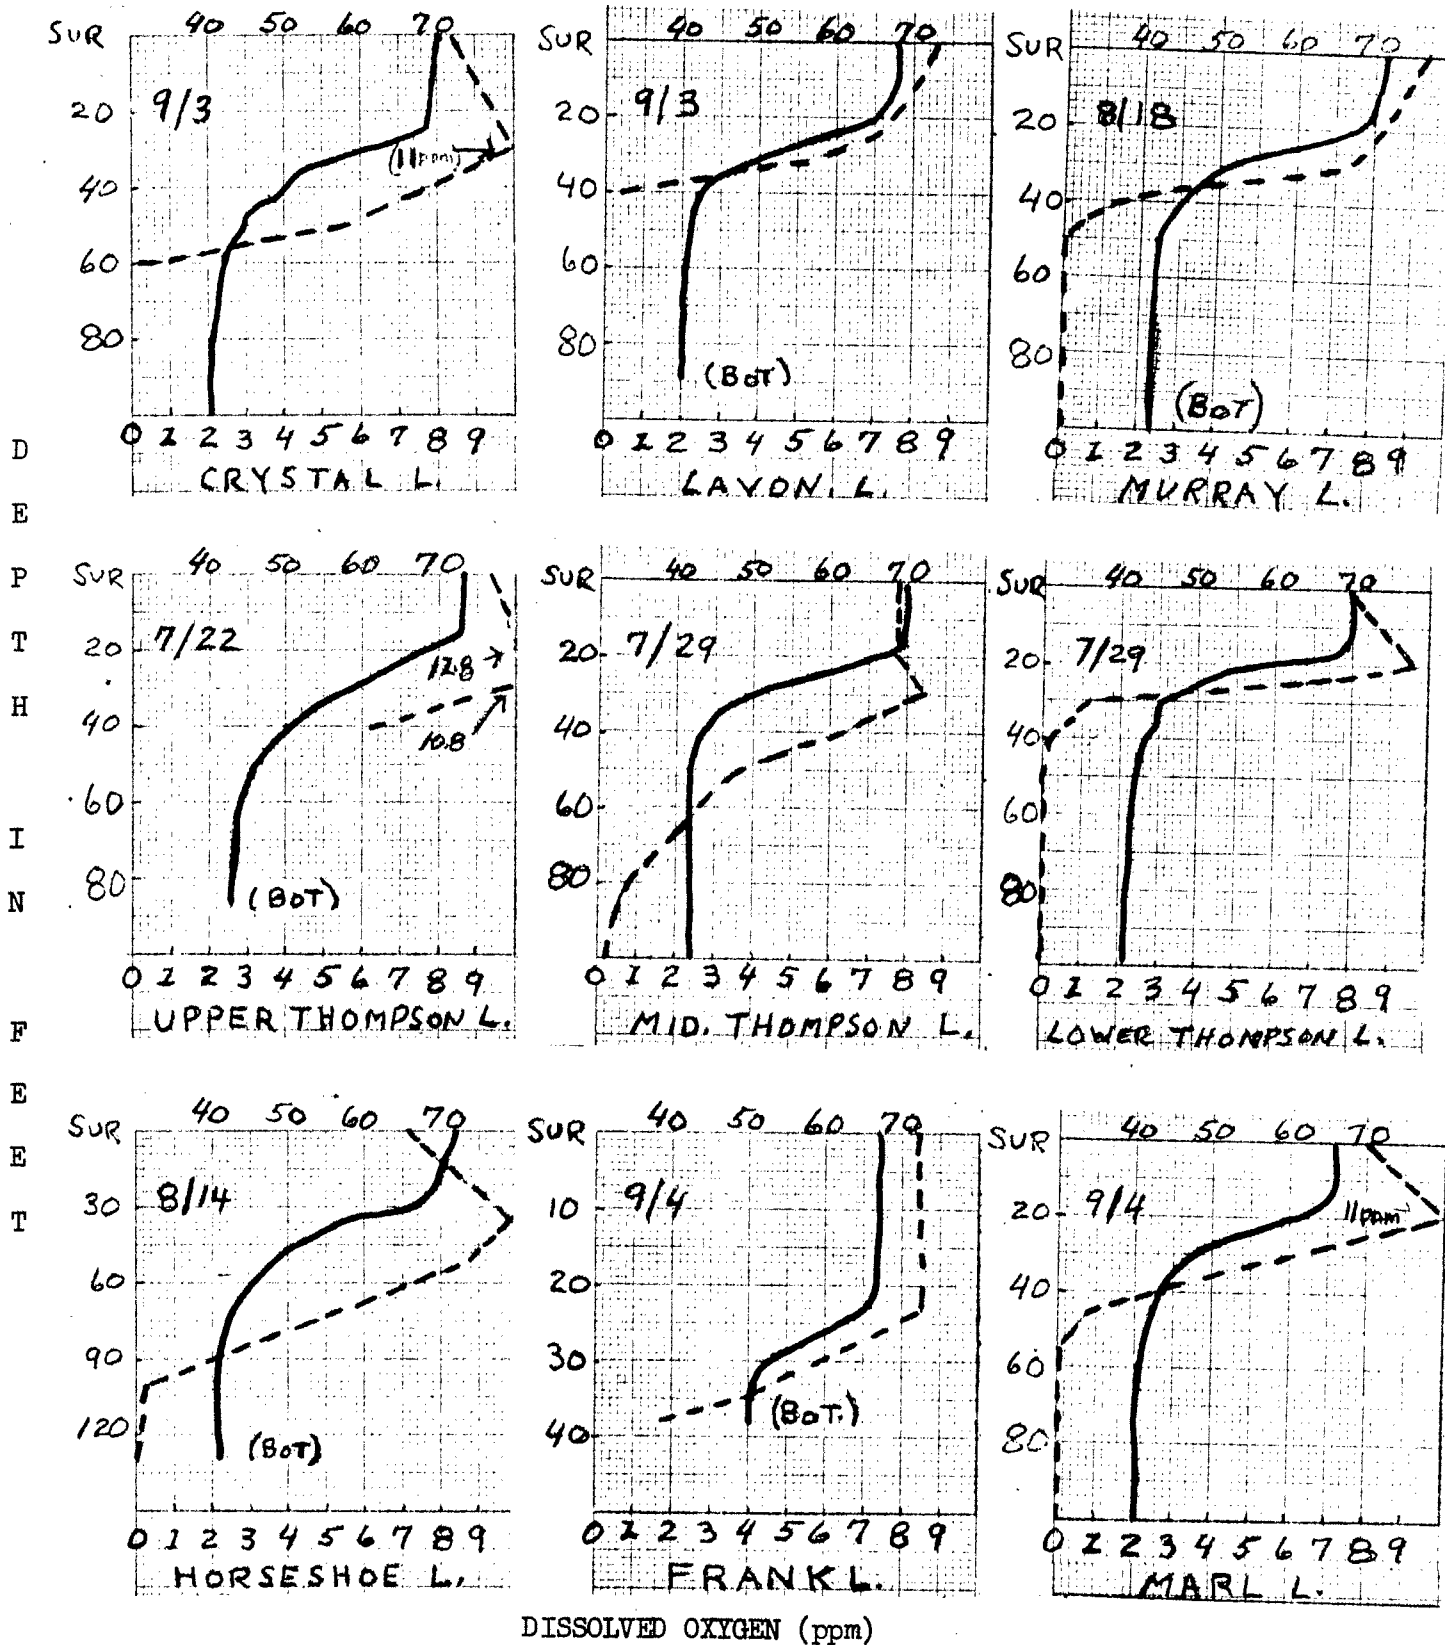 SUR 40 50 60 70
20
40
60
80
9/3
(11ppm)
0 1 2 3 4 5 6 7 8 9
CRYSTAL L.
SUR 40 50 60 70
20
40
60
80
9/3
(BOT)
0 1 2 3 4 5 6 7 8 9
LAVON. L.
SUR 40 50 60 70
20
40
60
80
8/18
(BOT)
0 1 2 3 4 5 6 7 8 9
MURRAY L.
DEPTH IN FEET
SUR 40 50 60 70
20
40
60
80
7/22
12.8
10.8
(BOT)
0 1 2 3 4 5 6 7 8 9
UPPER THOMPSON L.
SUR 40 50 60 70
20
40
60
80
7/29
0 1 2 3 4 5 6 7 8 9
MID. THOMPSON L.
SUR 40 50 60 70
20
40
60
80
7/29
0 1 2 3 4 5 6 7 8 9
LOWER THOMPSON L.
SUR 40 50 60 70
30
60
90
120
8/14
(BOT)
0 1 2 3 4 5 6 7 8 9
HORSESHOE L.
SUR 40 50 60 70
10
20
30
40
9/4
(BOT.)
0 1 2 3 4 5 6 7 8 9
FRANK L.
SUR 40 50 60 70
20
40
60
80
9/4
11ppm
0 1 2 3 4 5 6 7 8 9
MARL L.
DISSOLVED OXYGEN (ppm)